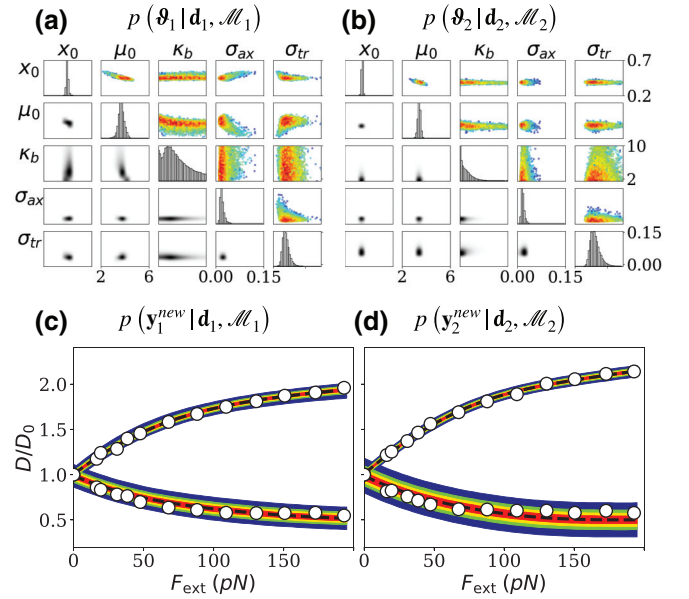 (a) p (ϑ₁ | d₁, ℳ₁)
(b) p (ϑ₂ | d₂, ℳ₂)
x₀ μ₀ κb σax σtr
x₀ μ₀ κb σax σtr
x₀
0.7
0.2
μ₀
κb
10
2
σax
σtr
0.15
0.00
2 6 0.00 0.15
2 6 0.00 0.15
(c) p (y₁ⁿᵉʷ | d₁, ℳ₁)
(d) p (y₂ⁿᵉʷ | d₂, ℳ₂)
2.0
1.5
1.0
0.5
D/D₀
0 50 100 150
0 50 100 150
Fext (pN)
Fext (pN)